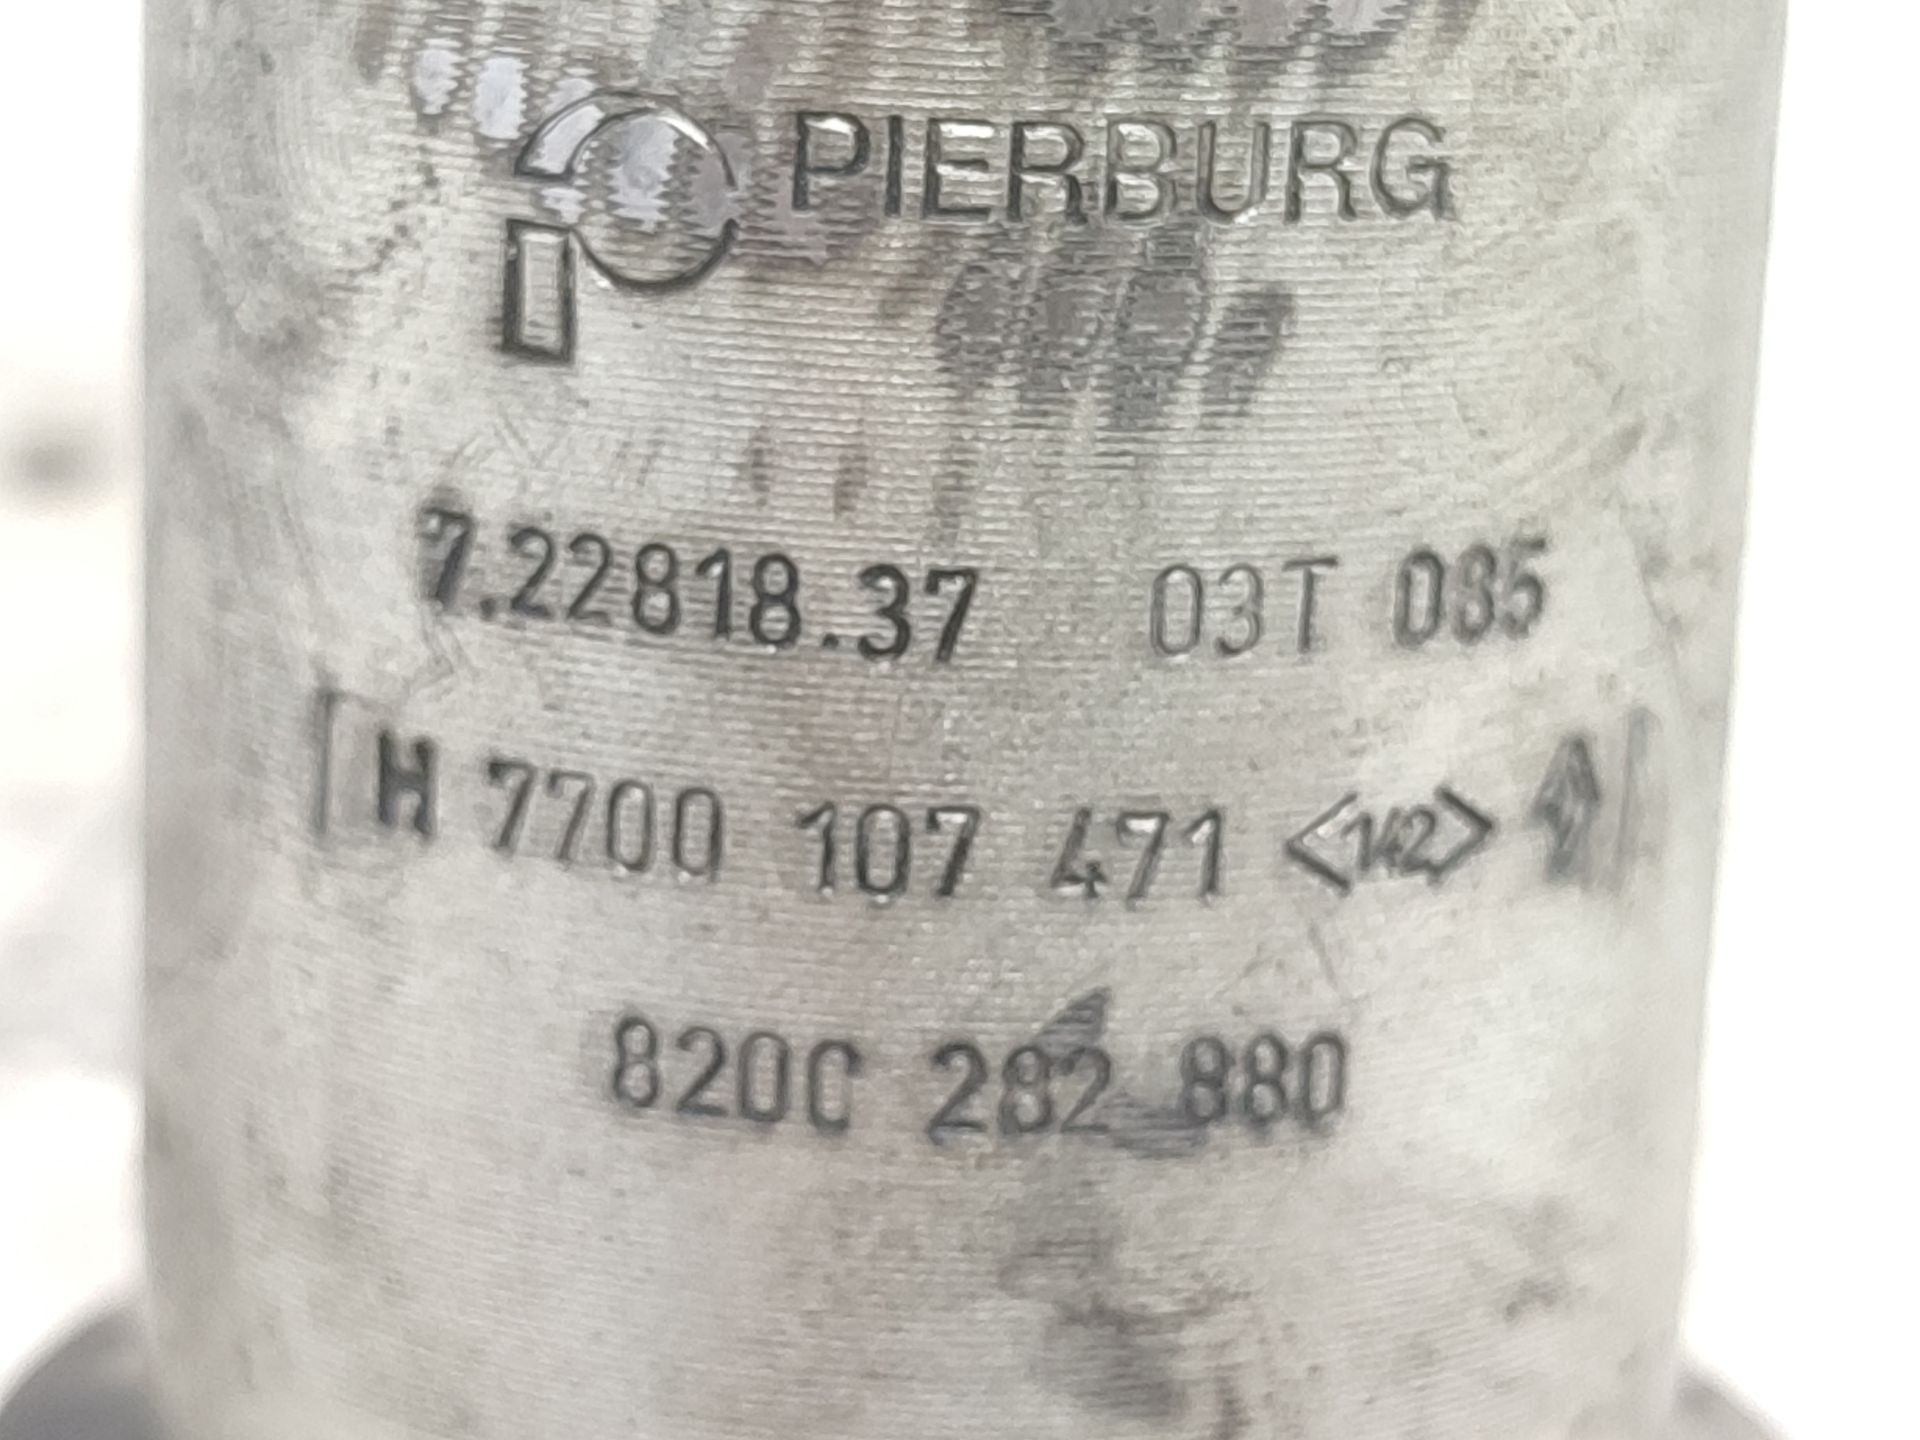 PIERBURG
7.22818.37 03T 085
H 7700 107 471 <142>
8200 282 880